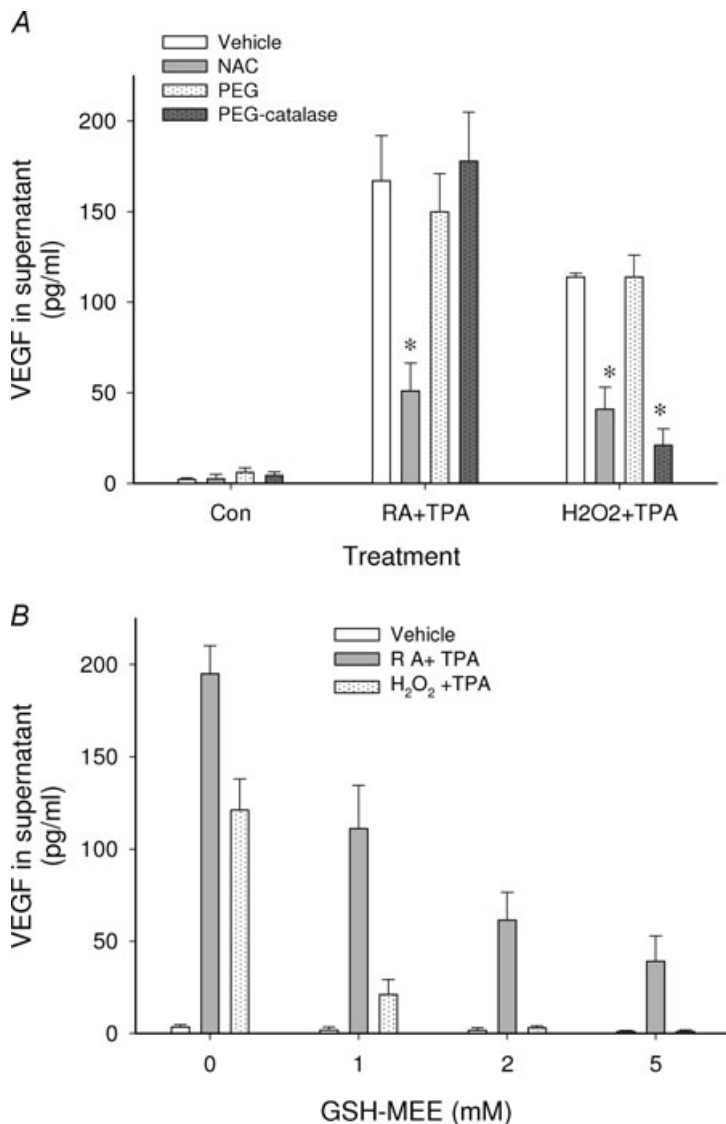 A
Vehicle
NAC
PEG
PEG-catalase
VEGF in supernatant
(pg/ml)
200
150
100
50
0
*
*
*
Con RA+TPA H2O2+TPA
Treatment
B
Vehicle
R A+ TPA
H₂O₂ +TPA
VEGF in supernatant
(pg/ml)
200
150
100
50
0
0 1 2 5
GSH-MEE (mM)